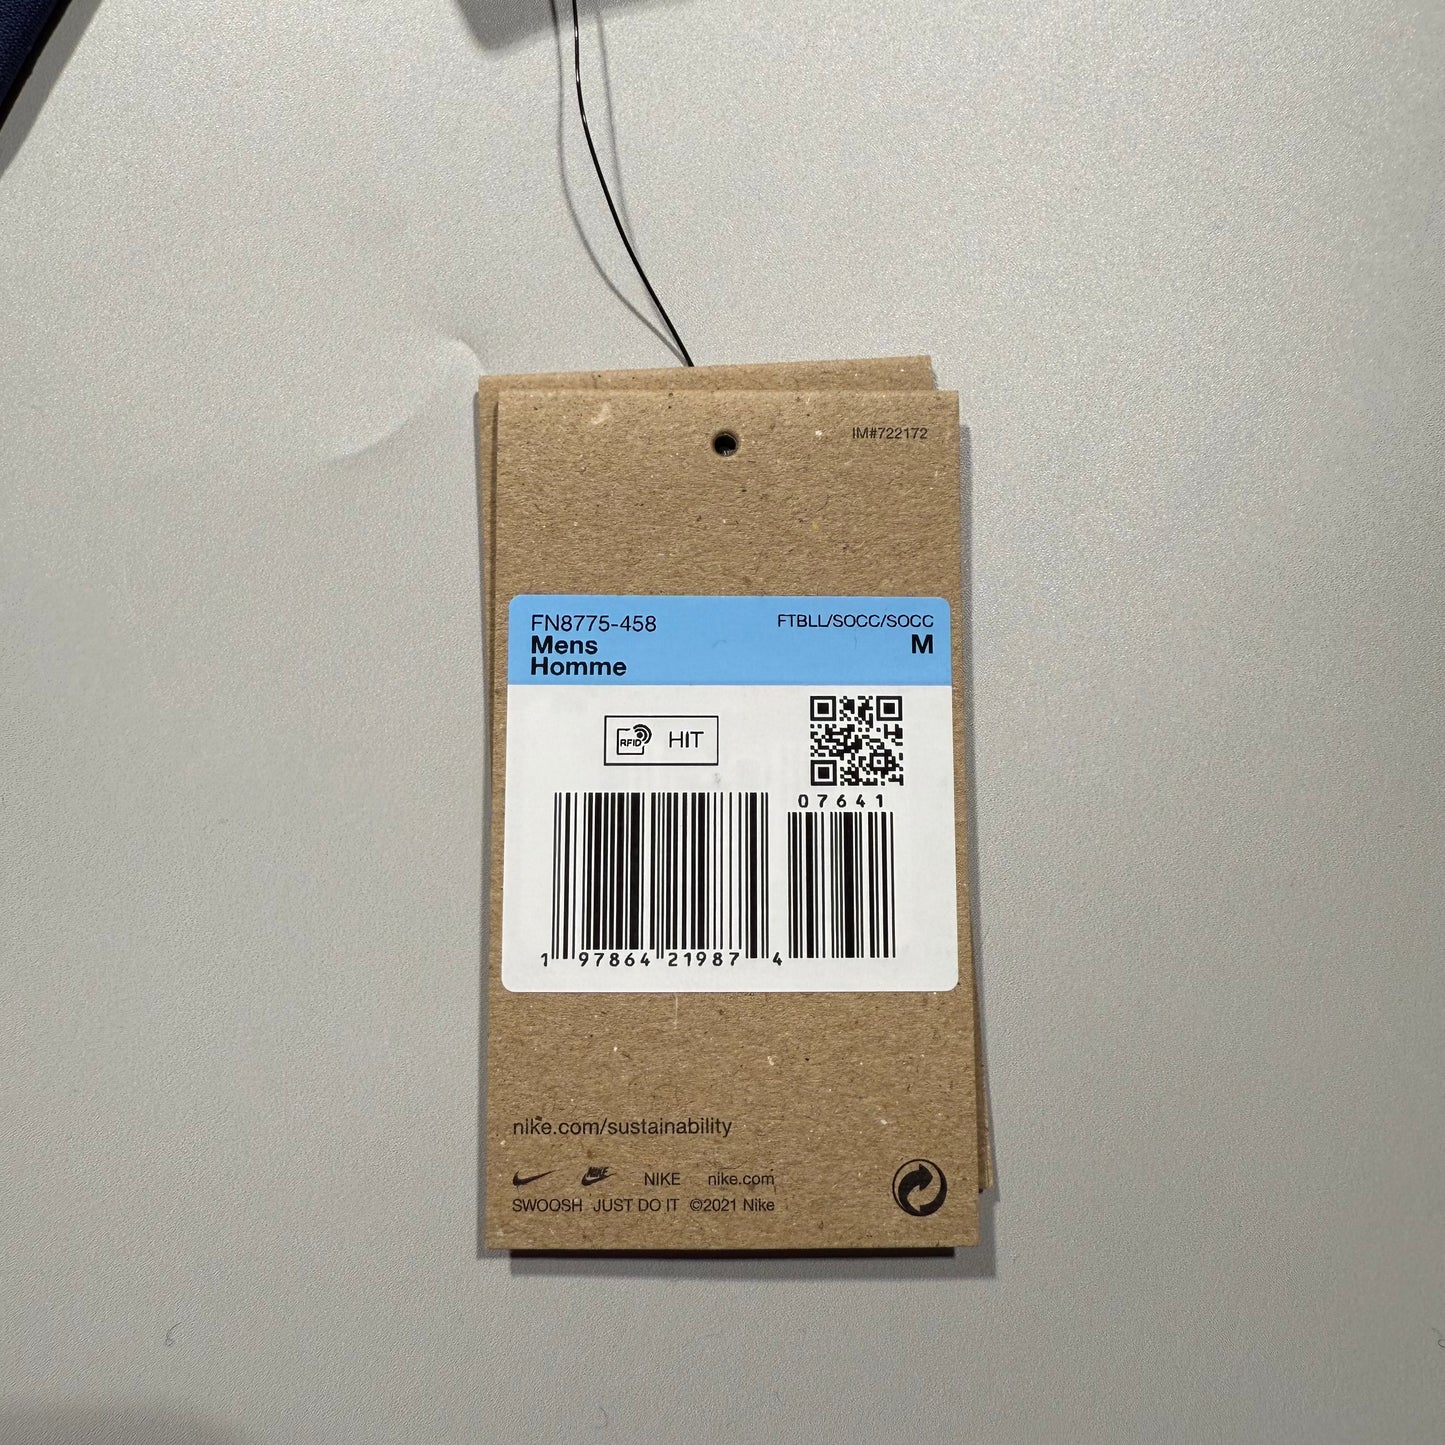 IM#722172
FN8775-458 FTBLL/SOCC/SOCC
Mens M
Homme
RFID HIT
07641
1 97864 21987 4
nike.com/sustainability
NIKE NIKE nike.com
SWOOSH JUST DO IT ©2021 Nike